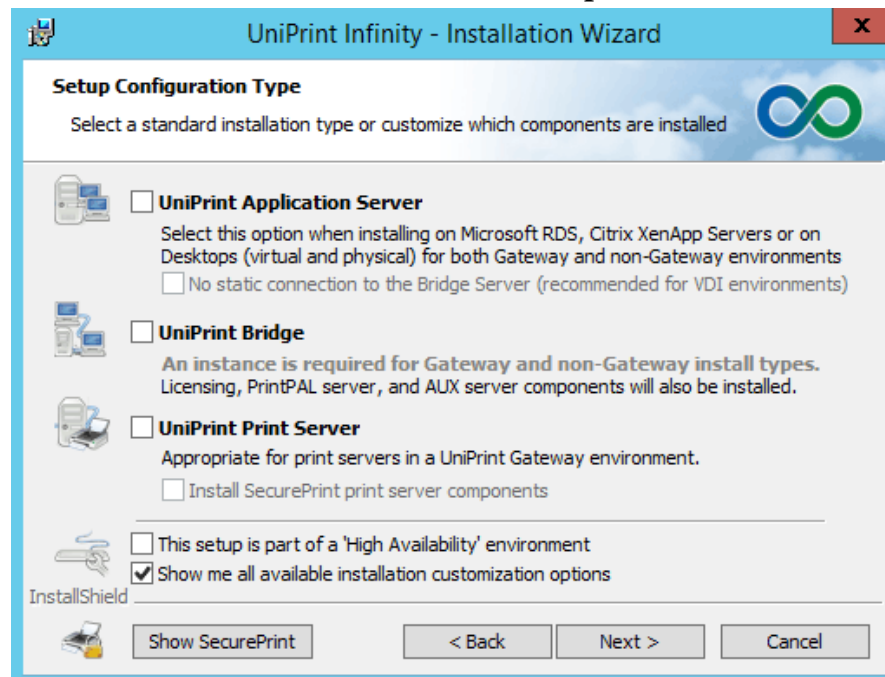 UniPrint Infinity - Installation Wizard
x
Setup Configuration Type
Select a standard installation type or customize which components are installed
UniPrint Application Server
Select this option when installing on Microsoft RDS, Citrix XenApp Servers or on
Desktops (virtual and physical) for both Gateway and non-Gateway environments
No static connection to the Bridge Server (recommended for VDI environments)
UniPrint Bridge
An instance is required for Gateway and non-Gateway install types.
Licensing, PrintPAL server, and AUX server components will also be installed.
UniPrint Print Server
Appropriate for print servers in a UniPrint Gateway environment.
Install SecurePrint print server components
This setup is part of a 'High Availability' environment
Show me all available installation customization options
InstallShield
Show SecurePrint
< Back
Next >
Cancel